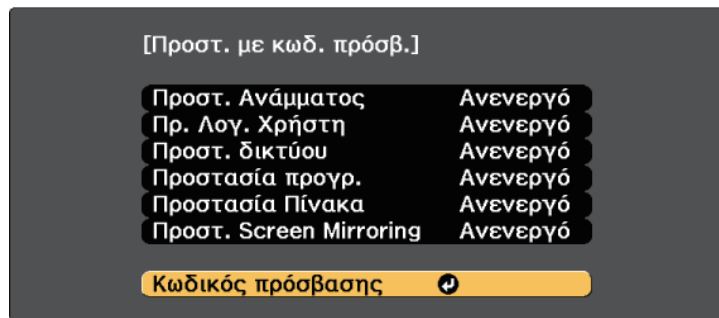 [Προστ. με κωδ. πρόσβ.]
Προστ. Ανάμματος Ανενεργό
Πρ. Λογ. Χρήστη Ανενεργό
Προστ. δικτύου Ανενεργό
Προστασία προγρ. Ανενεργό
Προστασία Πίνακα Ανενεργό
Προστ. Screen Mirroring Ανενεργό
Κωδικός πρόσβασης